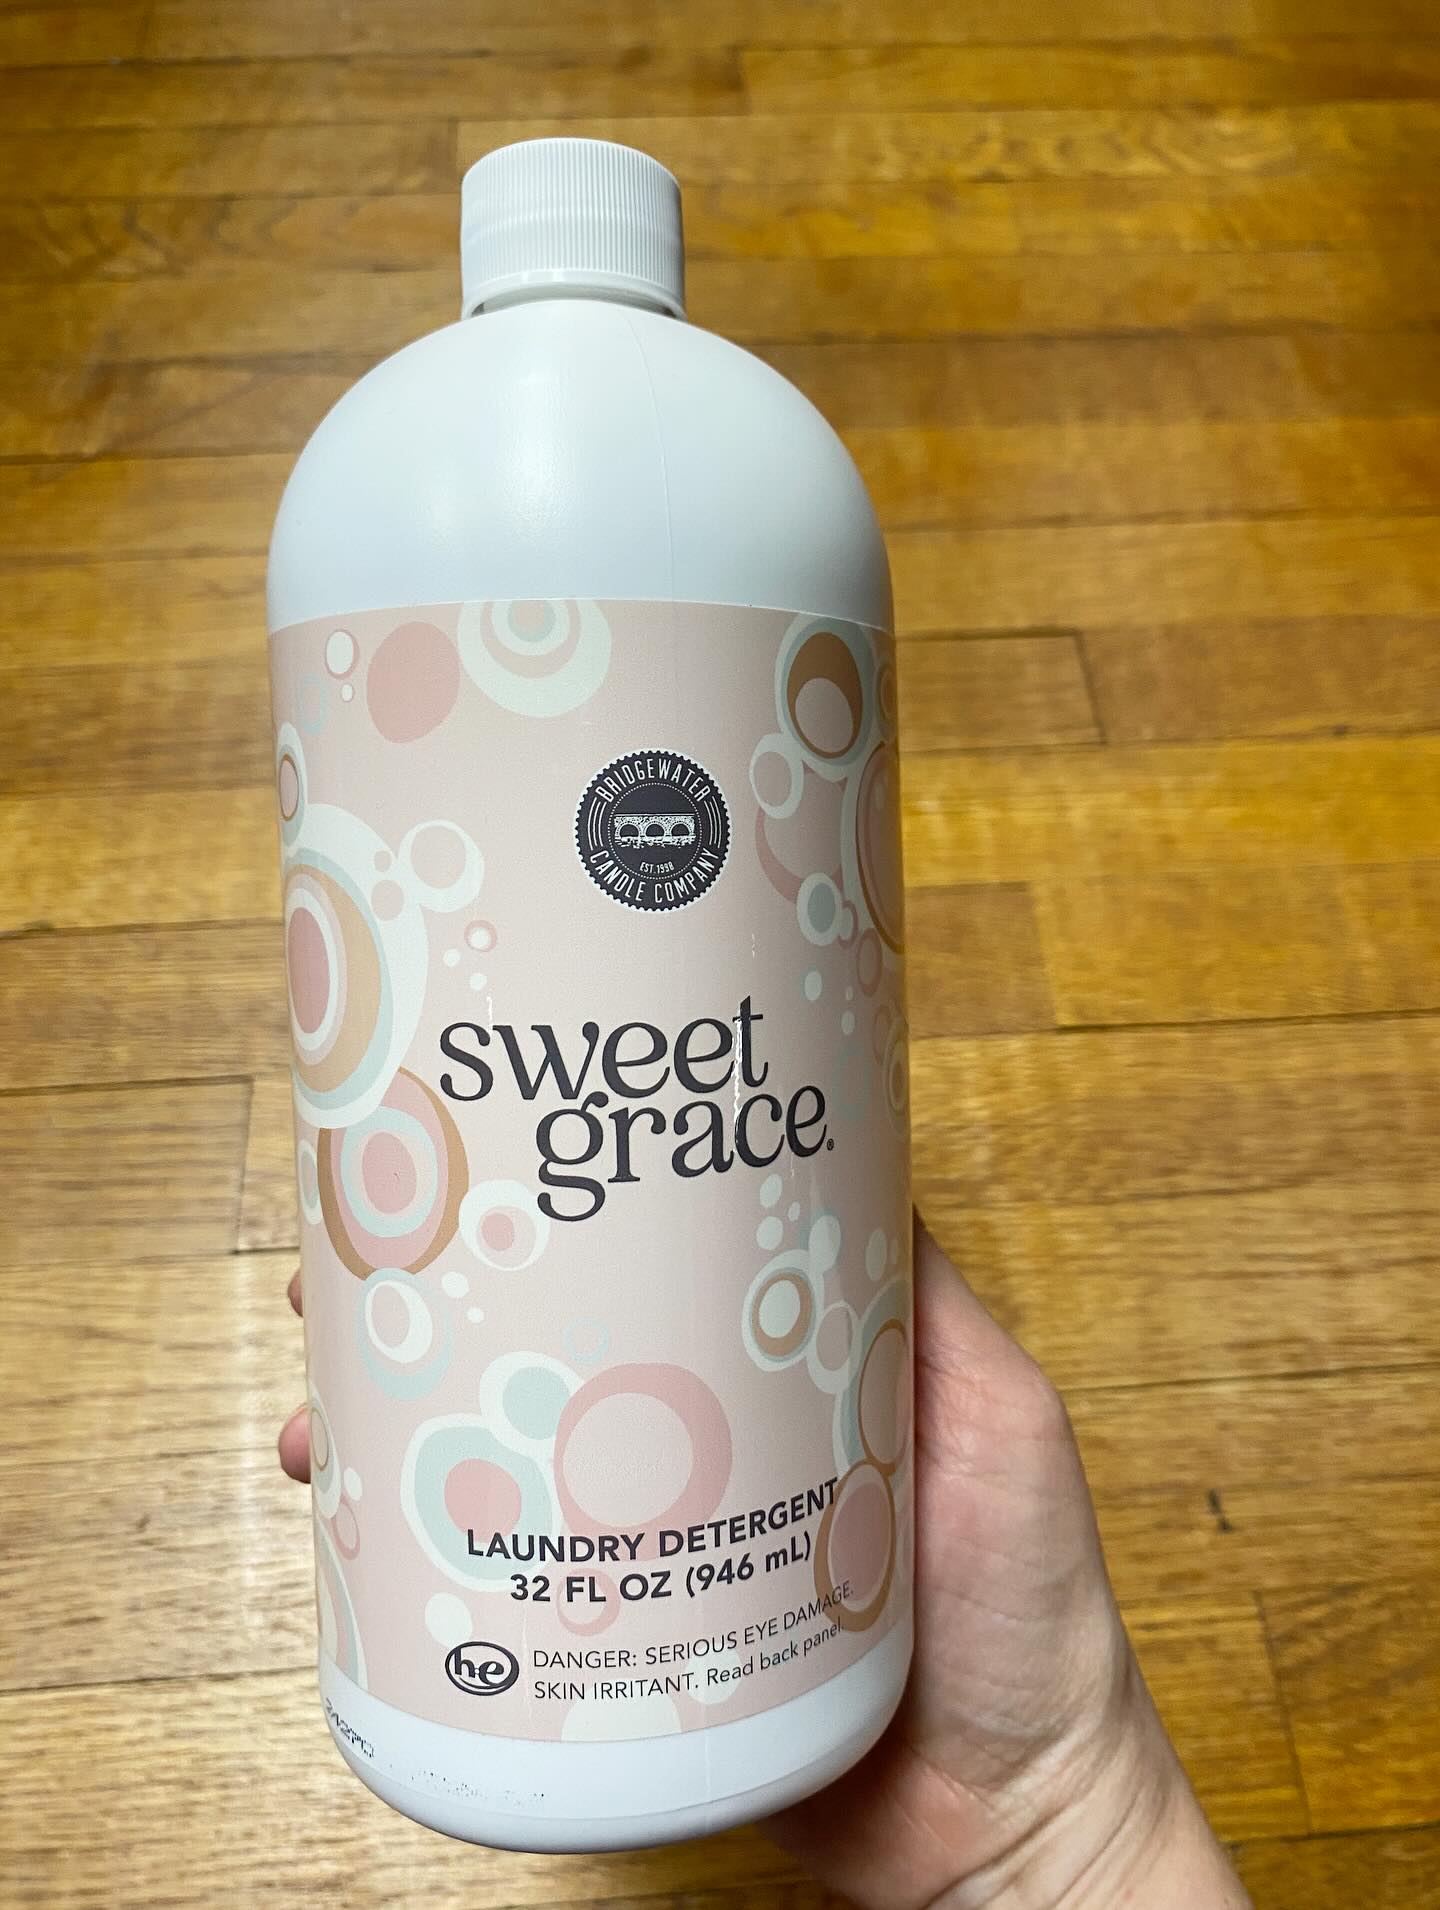 BRIDGEWATER
EST.1998
CANDLE COMPANY
sweet
grace®
LAUNDRY DETERGENT
32 FL OZ (946 mL)
he
DANGER: SERIOUS EYE DAMAGE.
SKIN IRRITANT. Read back panel.